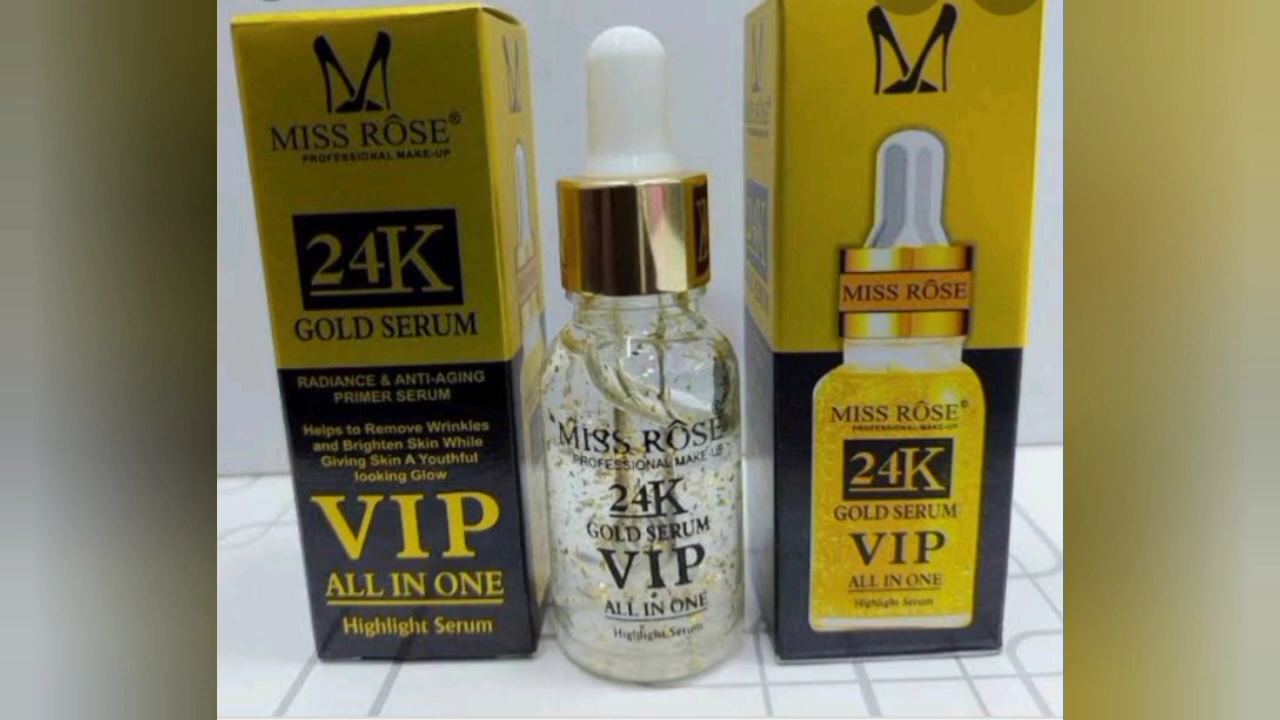 MISS RÔSE®
PROFESSIONAL MAKE-UP
24K
GOLD SERUM
RADIANCE & ANTI-AGING
PRIMER SERUM
Helps to Remove Wrinkles
and Brighten Skin While
Giving Skin A Youthful
looking Glow
VIP
ALL IN ONE
Highlight Serum
MISS RÔSE
PROFESSIONAL MAKE-UP
24K
GOLD SERUM
VIP
ALL IN ONE
Highlight Serum
MISS RÔSE
MISS RÔSE®
PROFESSIONAL MAKE-UP
24K
GOLD SERUM
VIP
ALL IN ONE
Highlight Serum